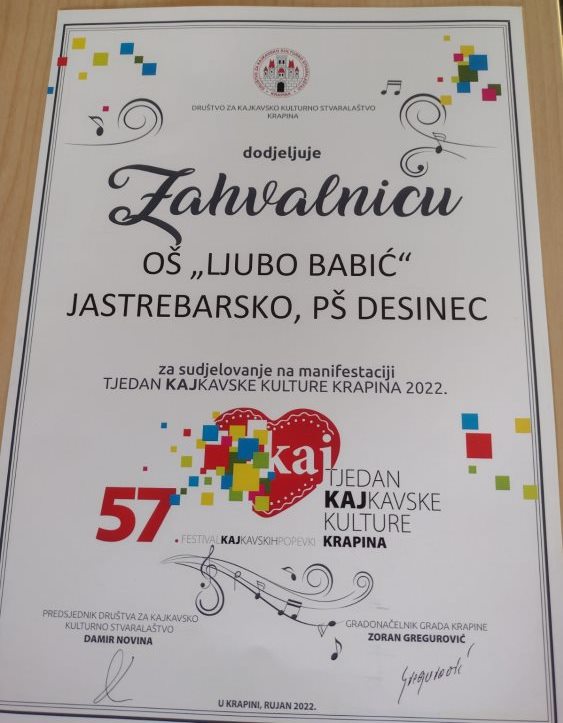 DRUŠTVO ZA KAJKAVSKO KULTURNO STVARALAŠTVO
KRAPINA
dodjeljuje
Zahvalnicu
OŠ „LJUBO BABIĆ“
JASTREBARSKO, PŠ DESINEC
za sudjelovanje na manifestaciji
TJEDAN KAJKAVSKE KULTURE KRAPINA 2022.
kaj
TJEDAN
KAJKAVSKE
KULTURE
KRAPINA
57.
FESTIVALKAJKAVSKIHPOPEVKI
PREDSJEDNIK DRUŠTVA ZA KAJKAVSKO
KULTURNO STVARALAŠTVO
DAMIR NOVINA
GRADONAČELNIK GRADA KRAPINE
ZORAN GREGUROVIĆ
Gregurović
U KRAPINI, RUJAN 2022.